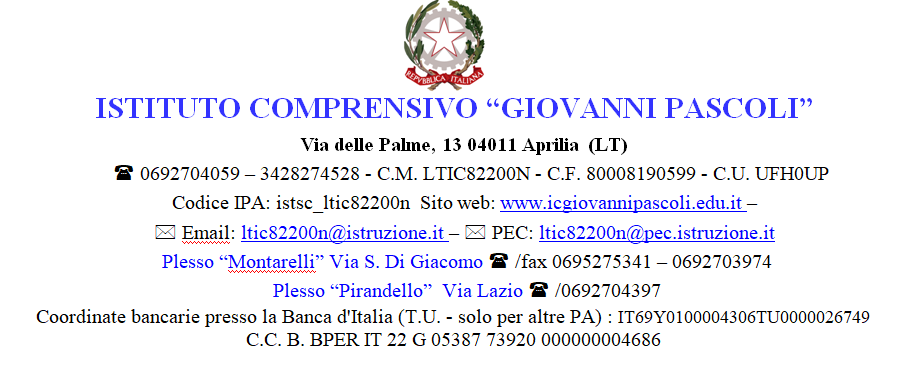 REPVBBLICA ITALIANA
ISTITUTO COMPRENSIVO “GIOVANNI PASCOLI”
Via delle Palme, 13 04011 Aprilia (LT)
☎ 0692704059 – 3428274528 - C.M. LTIC82200N - C.F. 80008190599 - C.U. UFH0UP
Codice IPA: istsc_ltic82200n Sito web: www.icgiovannipascoli.edu.it –
✉ Email: ltic82200n@istruzione.it – ✉ PEC: ltic82200n@pec.istruzione.it
Plesso “Montarelli” Via S. Di Giacomo ☎ /fax 0695275341 – 0692703974
Plesso “Pirandello” Via Lazio ☎ /0692704397
Coordinate bancarie presso la Banca d'Italia (T.U. - solo per altre PA) : IT69Y0100004306TU0000026749
C.C. B. BPER IT 22 G 05387 73920 000000004686